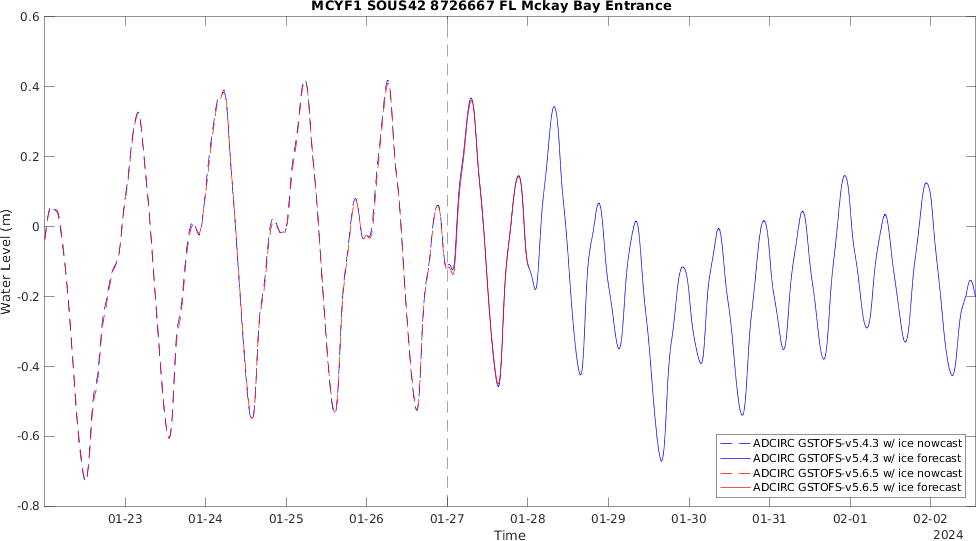 MCYF1 SOUS42 8726667 FL Mckay Bay Entrance
0.6
0.4
0.2
0
-0.2
-0.4
-0.6
-0.8
Water Level (m)
ADCIRC GSTOFS-v5.4.3 w/ ice nowcast
ADCIRC GSTOFS-v5.4.3 w/ ice forecast
ADCIRC GSTOFS-v5.6.5 w/ ice nowcast
ADCIRC GSTOFS-v5.6.5 w/ ice forecast
01-23 01-24 01-25 01-26 01-27 01-28 01-29 01-30 01-31 02-01 02-02
Time 2024